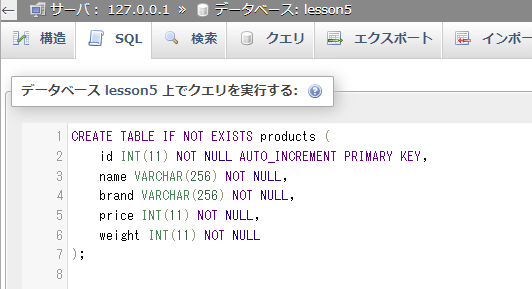 サーバ: 127.0.0.1 » データベース: lesson5
構造 SQL 検索 クエリ エクスポート インポー
データベース lesson5 上でクエリを実行する:
1 CREATE TABLE IF NOT EXISTS products (
2 id INT(11) NOT NULL AUTO_INCREMENT PRIMARY KEY,
3 name VARCHAR(256) NOT NULL,
4 brand VARCHAR(256) NOT NULL,
5 price INT(11) NOT NULL,
6 weight INT(11) NOT NULL
7 );
8